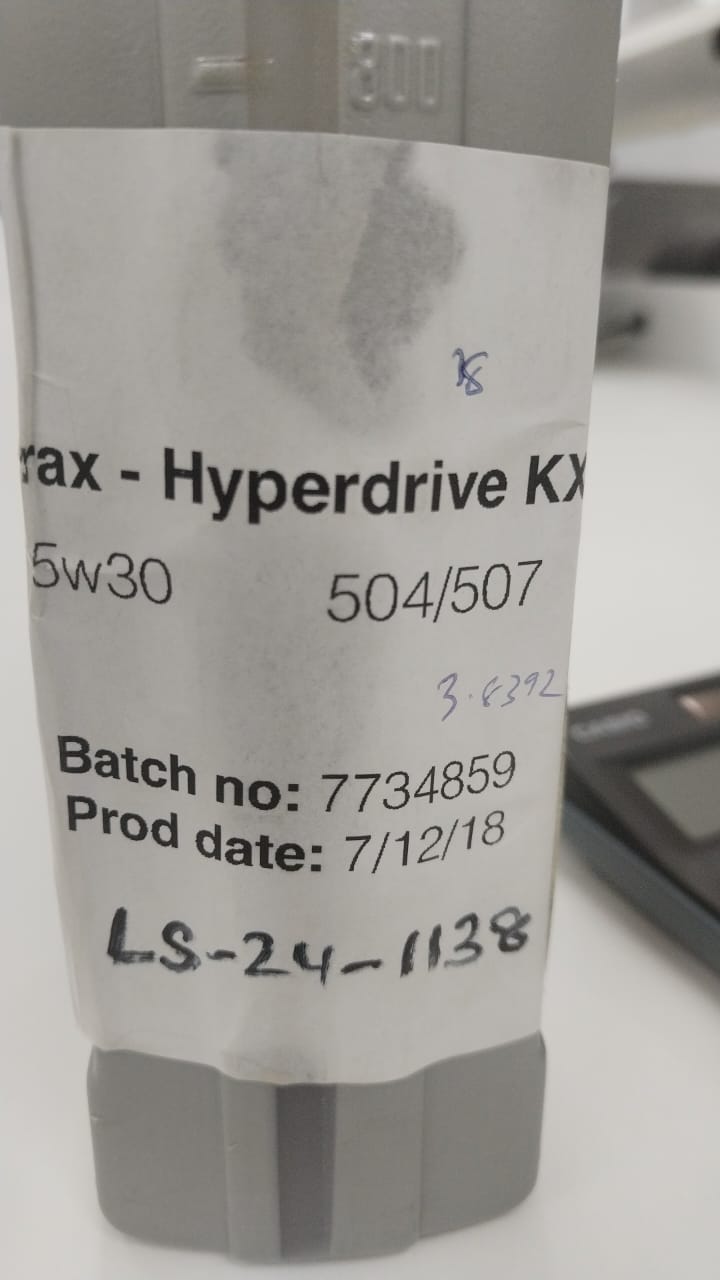 300
rax - Hyperdrive KX
5w30 504/507
3.8392
Batch no: 7734859
Prod date: 7/12/18
LS-24-1138
CASIO